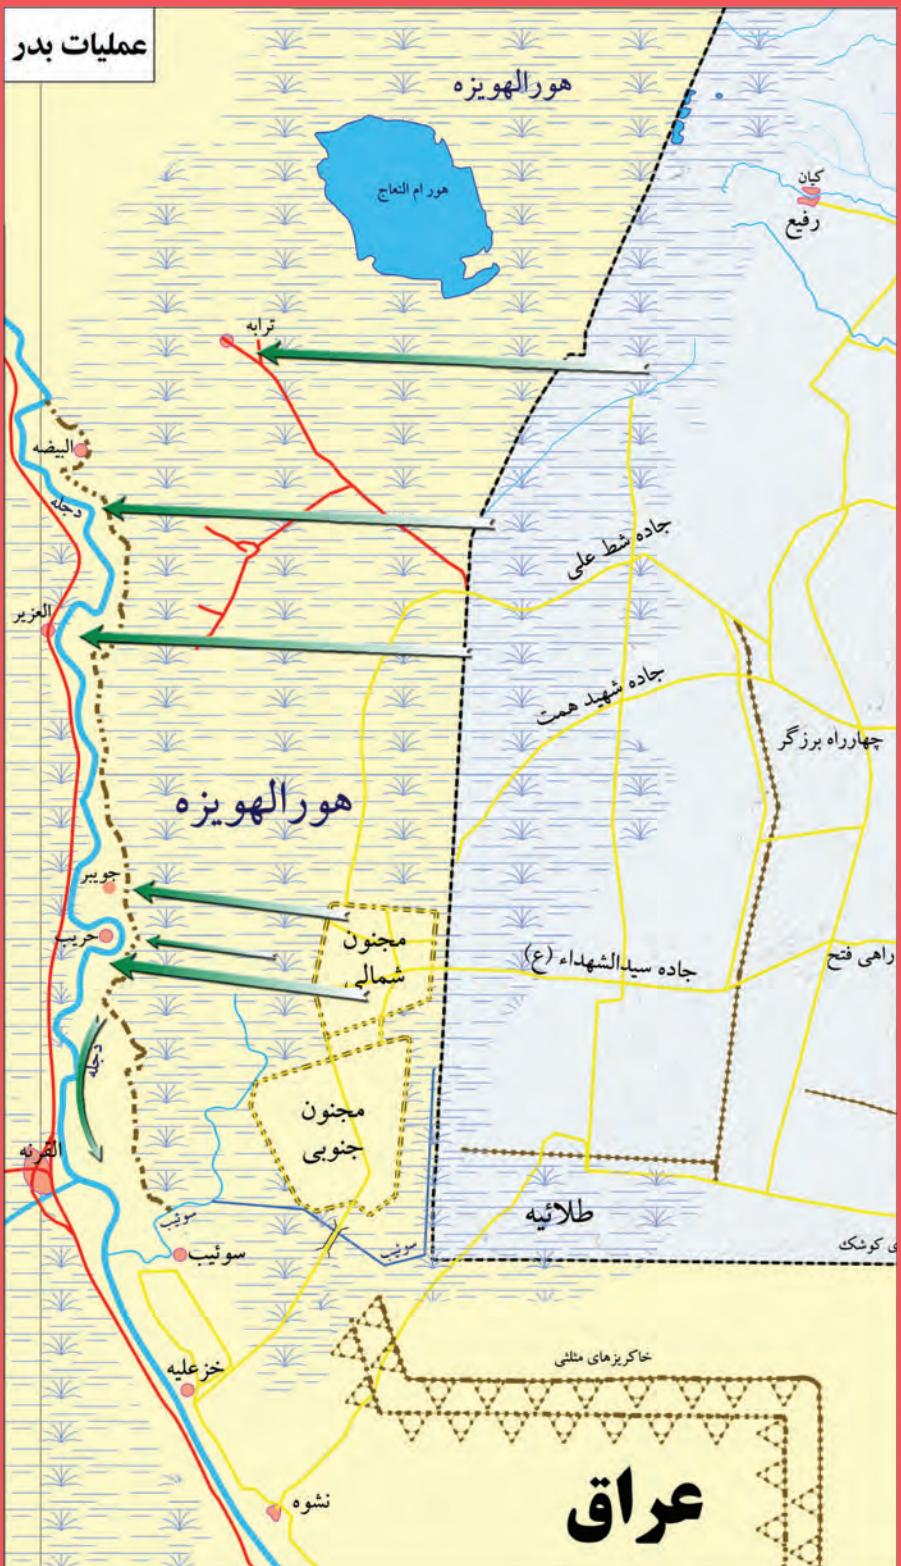 عملیات بدر
هورالهویزه
هور ام النعاج
کیان
رفیع
ترابه
البیضه
دجله
جاده شط علی
العزیر
جاده شهید همت
چهارراه برزگر
هورالهویزه
جویبر
حریب
مجنون
شمالی
جاده سیدالشهداء (ع)
راهی فتح
دجله
مجنون
جنوبی
القرنه
طلائیه
سوئیب
سوئیب
سوئیب
ی کوشک
خاکریزهای مثلثی
خزعلیه
نشوه
عراق